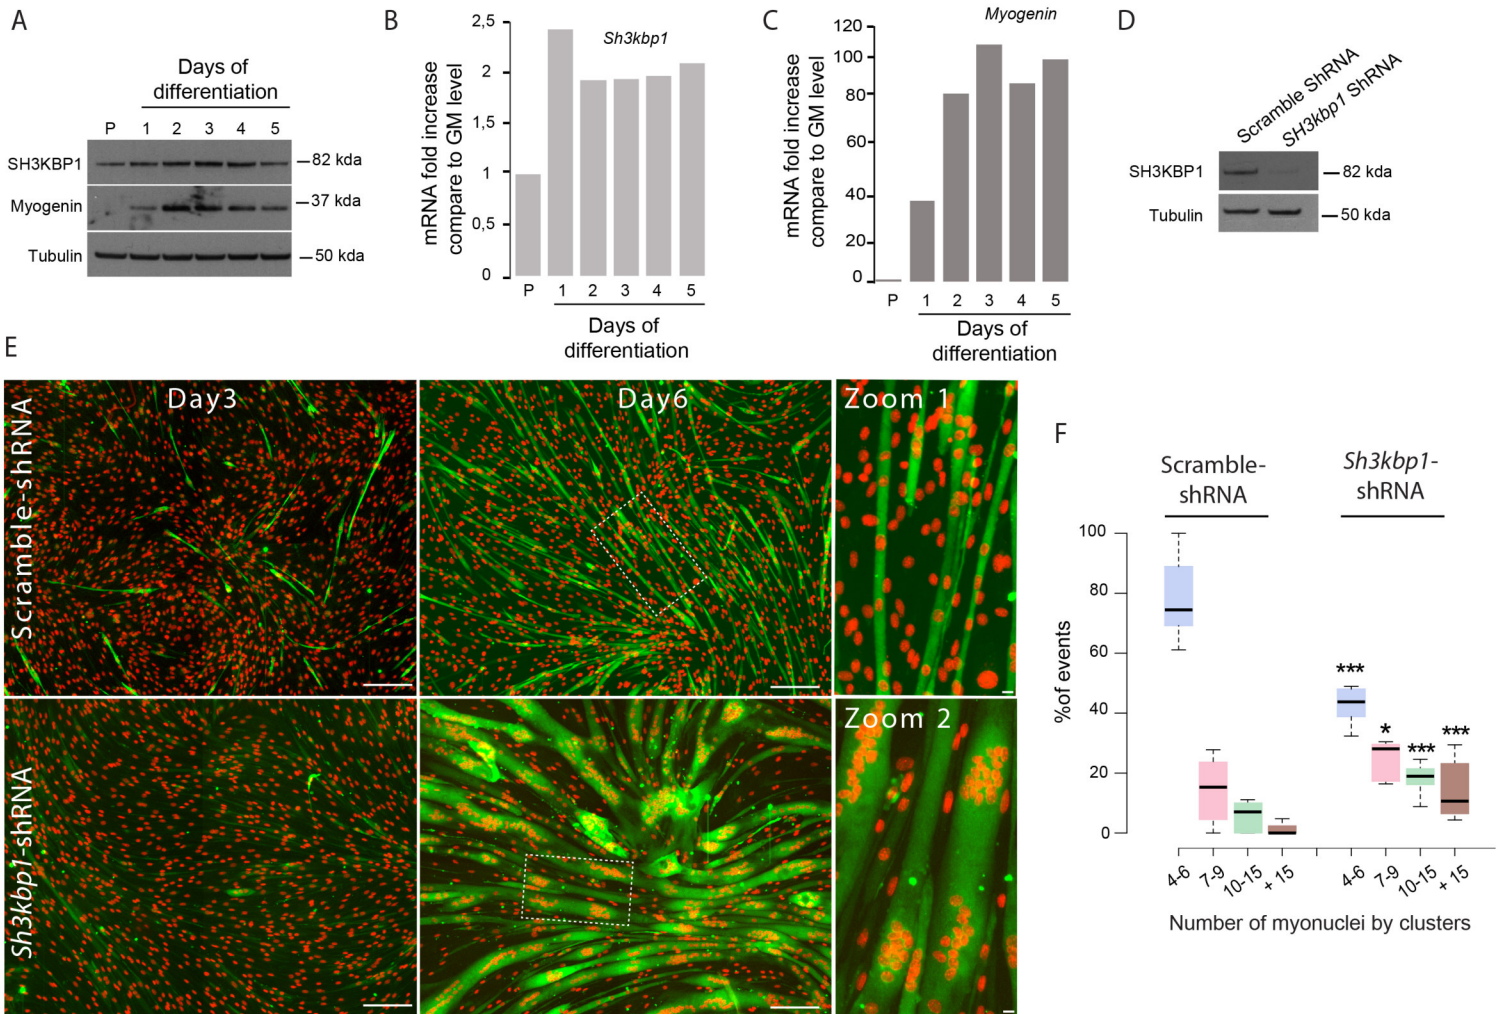 A
Days of
differentiation
P 1 2 3 4 5
SH3KBP1
82 kda
Myogenin
37 kda
Tubulin
50 kda
B
mRNA fold increase
compare to GM level
2,5
2
1,5
1
0,5
0
Sh3kbp1
P 1 2 3 4 5
Days of
differentiation
C
mRNA fold increase
compare to GM level
120
100
80
60
40
20
0
Myogenin
P 1 2 3 4 5
Days of
differentiation
D
Scramble ShRNA
SH3kbp1 ShRNA
SH3KBP1
82 kda
Tubulin
50 kda
E
Day3
Day6
Zoom 1
Scramble-shRNA
Zoom 2
Sh3kbp1-shRNA
F
Scramble-
shRNA
Sh3kbp1-
shRNA
%of events
100
80
60
40
20
0
***
*
***
***
4-6 7-9 10-15 + 15
4-6 7-9 10-15 + 15
Number of myonuclei by clusters